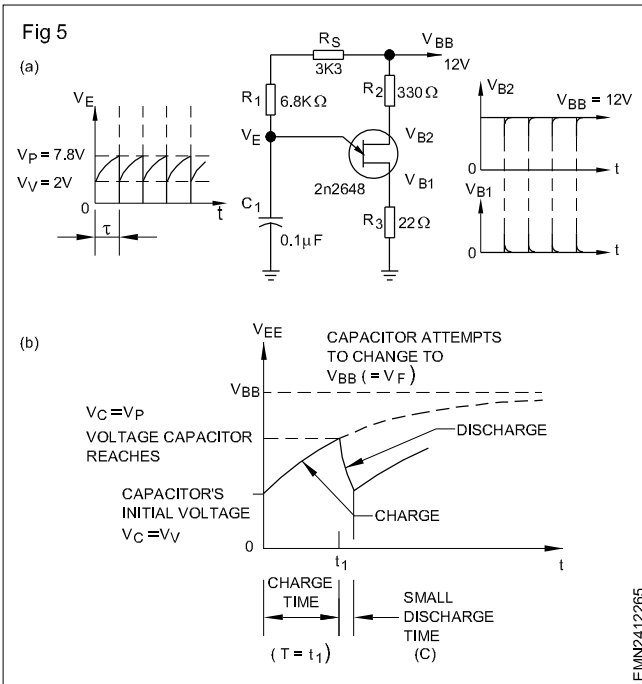 Fig 5
(a)
V_E
V_P = 7.8V
V_V = 2V
0
τ
t
R_S
3K3
V_BB
12V
R_1
6.8KΩ
R_2
330Ω
V_E
V_B2
2n2648
V_B1
C_1
0.1µF
R_3
22Ω
V_B2
V_BB = 12V
0
t
V_B1
0
t
(b)
V_EE
CAPACITOR ATTEMPTS
TO CHANGE TO
V_BB ( = V_F )
V_BB
V_C = V_P
VOLTAGE CAPACITOR
REACHES
DISCHARGE
CAPACITOR'S
INITIAL VOLTAGE
V_C = V_V
CHARGE
0
t_1
t
CHARGE
TIME
( T = t_1 )
SMALL
DISCHARGE
TIME
(C)
EMN2412265